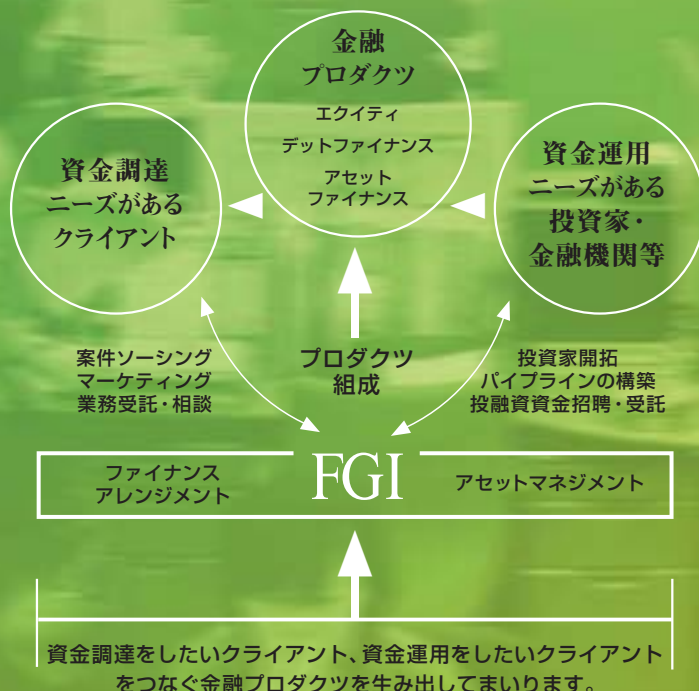 金融
プロダクツ
エクイティ
デットファイナンス
アセット
ファイナンス
資金調達
ニーズがある
クライアント
資金運用
ニーズがある
投資家・
金融機関等
案件ソーシング
マーケティング
業務受託・相談
プロダクツ
組成
投資家開拓
パイプラインの構築
投融資資金招聘・受託
ファイナンス
アレンジメント
FGI
アセットマネジメント
資金調達をしたいクライアント、資金運用をしたいクライアント
をつなぐ金融プロダクツを生み出してまいります。